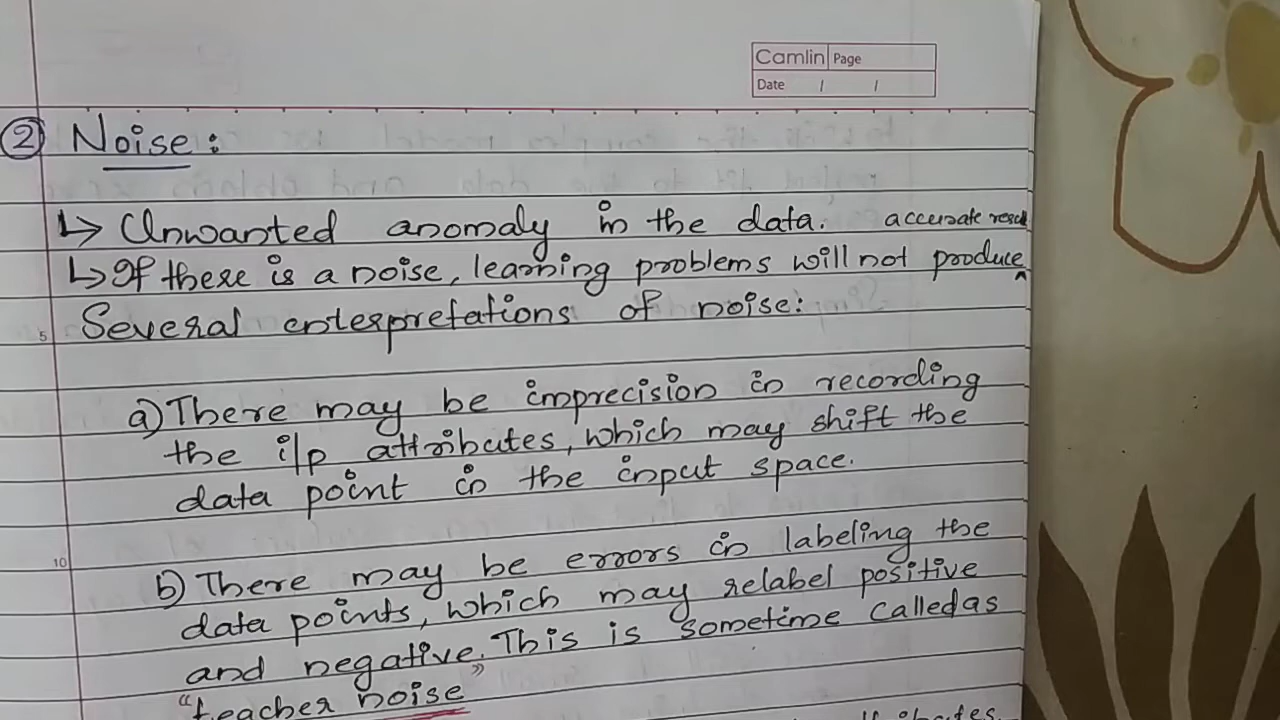 Camlin Page
Date / /
② Noise:
↳ Unwanted anomaly in the data. accurate
↳ If there is a noise, learning problems will not produce ^
Several enterpretations of noise:
5
a) There may be imprecision in recording
the i/p attributes, which may shift the
data point in the input space.
10
b) There may be errors in labeling the
data points, which may relabel positive
and negative. This is sometime called as
"teacher noise"